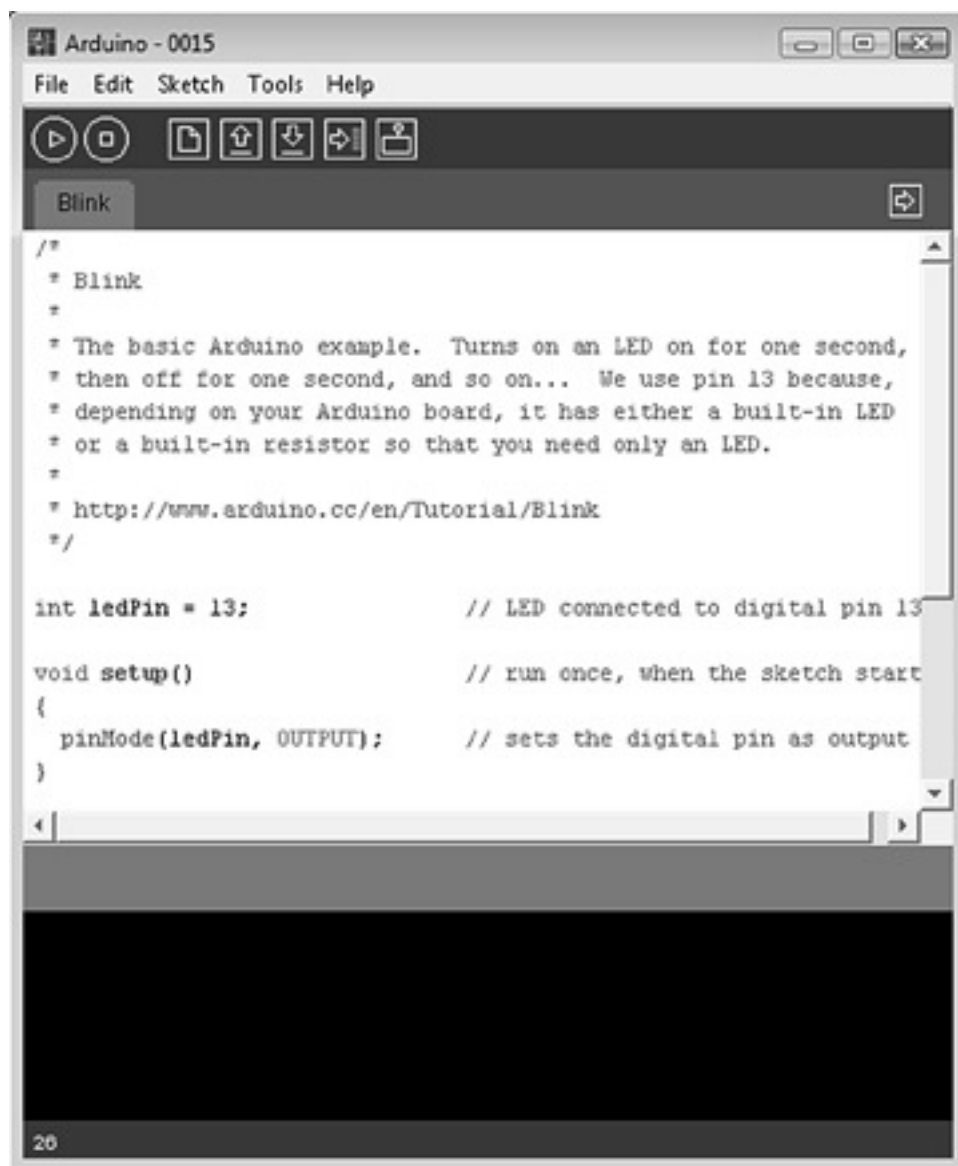 Arduino - 0015
File Edit Sketch Tools Help
Blink
/*
* Blink
*
* The basic Arduino example. Turns on an LED on for one second,
* then off for one second, and so on... We use pin 13 because,
* depending on your Arduino board, it has either a built-in LED
* or a built-in resistor so that you need only an LED.
*
* http://www.arduino.cc/en/Tutorial/Blink
*/
int ledPin = 13; // LED connected to digital pin 13
void setup() // run once, when the sketch start
{
pinMode(ledPin, OUTPUT); // sets the digital pin as output
}
26